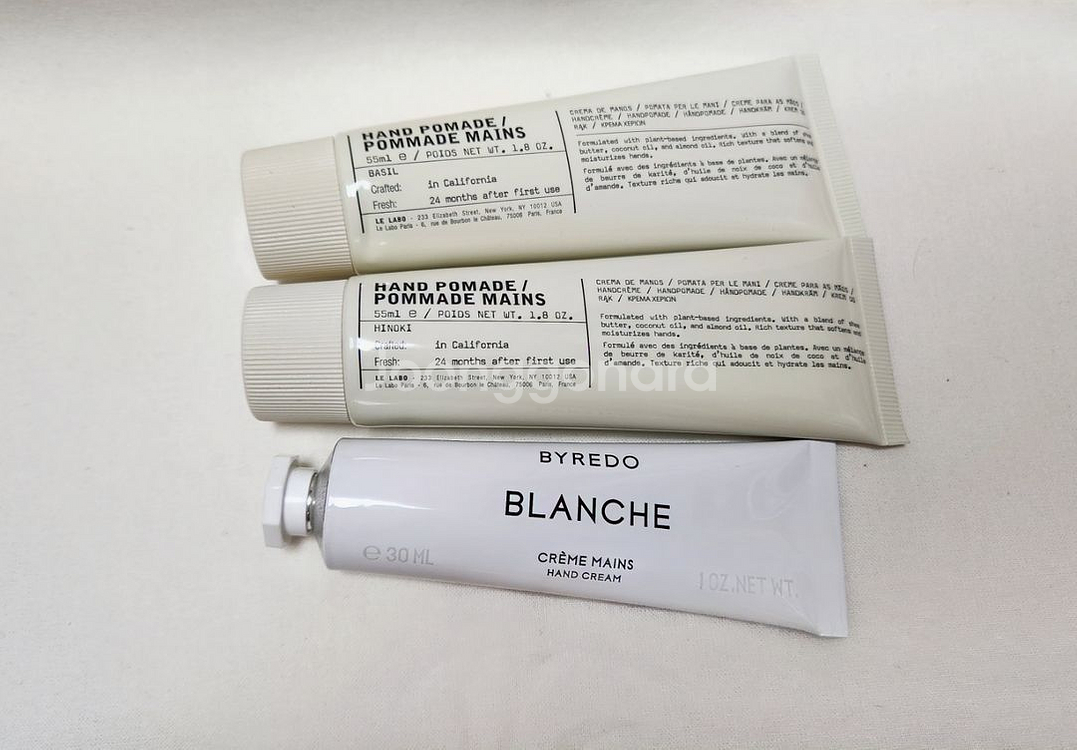 HAND POMADE /
POMMADE MAINS
55ml e / POIDS NET WT. 1.8 OZ.
BASIL
Crafted: in California
Fresh: 24 months after first use
LE LABO - 233 Elizabeth Street, New York, NY 10012 USA
Le Labo Paris - 6, rue de Bourbon le Château, 75006 Paris, France
CREMA DE MANOS / POMATA PER LE MANI / CREME PARA AS MÃOS /
HANDCRÈME / HANDPOMADE / HÅNDPOMADE / HANDKRÄM / KREM DO
RĄK / ΚΡΕΜΑ ΧΕΡΙΩΝ
Formulated with plant-based ingredients. With a blend of shea
butter, coconut oil, and almond oil. Rich texture that softens and
moisturizes hands.
Formulé avec des ingrédients à base de plantes. Avec un mélange
de beurre de karité, d'huile de noix de coco et d'huile
d'amande. Texture riche qui adoucit et hydrate les mains.
HAND POMADE /
POMMADE MAINS
55ml e / POIDS NET WT. 1.8 OZ.
HINOKI
Crafted: in California
Fresh: 24 months after first use
LE LABO - 233 Elizabeth Street, New York, NY 10012 USA
Le Labo Paris - 6, rue de Bourbon le Château, 75006 Paris, France
CREMA DE MANOS / POMATA PER LE MANI / CREME PARA AS MÃOS /
HANDCRÈME / HANDPOMADE / HÅNDPOMADE / HANDKRÄM / KREM DO
RĄK / ΚΡΕΜΑ ΧΕΡΙΩΝ
Formulated with plant-based ingredients. With a blend of shea
butter, coconut oil, and almond oil. Rich texture that softens and
moisturizes hands.
Formulé avec des ingrédients à base de plantes. Avec un mélange
de beurre de karité, d'huile de noix de coco et d'huile
d'amande. Texture riche qui adoucit et hydrate les mains.
joonggonara
BYREDO
BLANCHE
e 30 ML
CRÈME MAINS
HAND CREAM
1 OZ.NET WT.